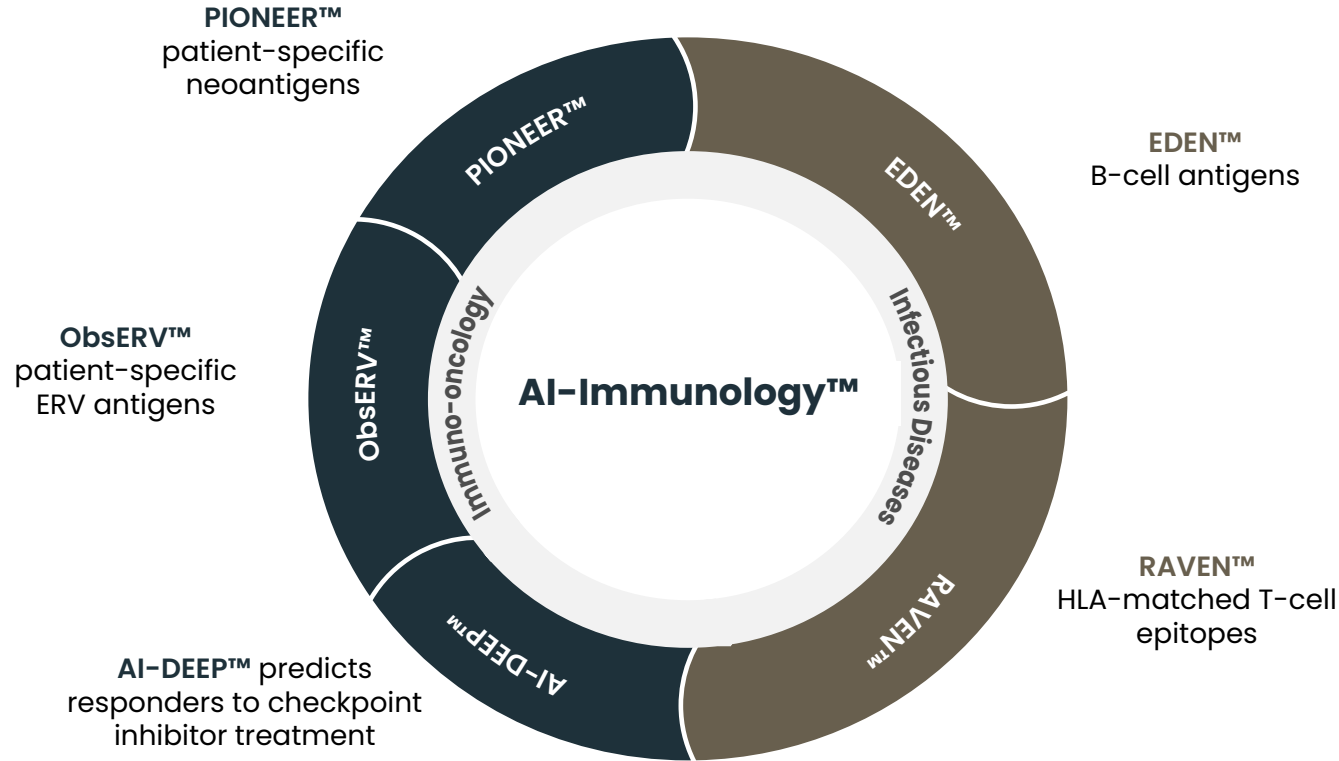 PIONEER™
patient-specific
neoantigens
PIONEER™
EDEN™
EDEN™
B-cell antigens
ObsERV™
patient-specific
ERV antigens
ObsERV™
Immuno-oncology
AI-Immunology™
Infectious Diseases
RAVEN™
HLA-matched T-cell
epitopes
RAVEN™
AI-DEEP™
AI-DEEP™ predicts
responders to checkpoint
inhibitor treatment